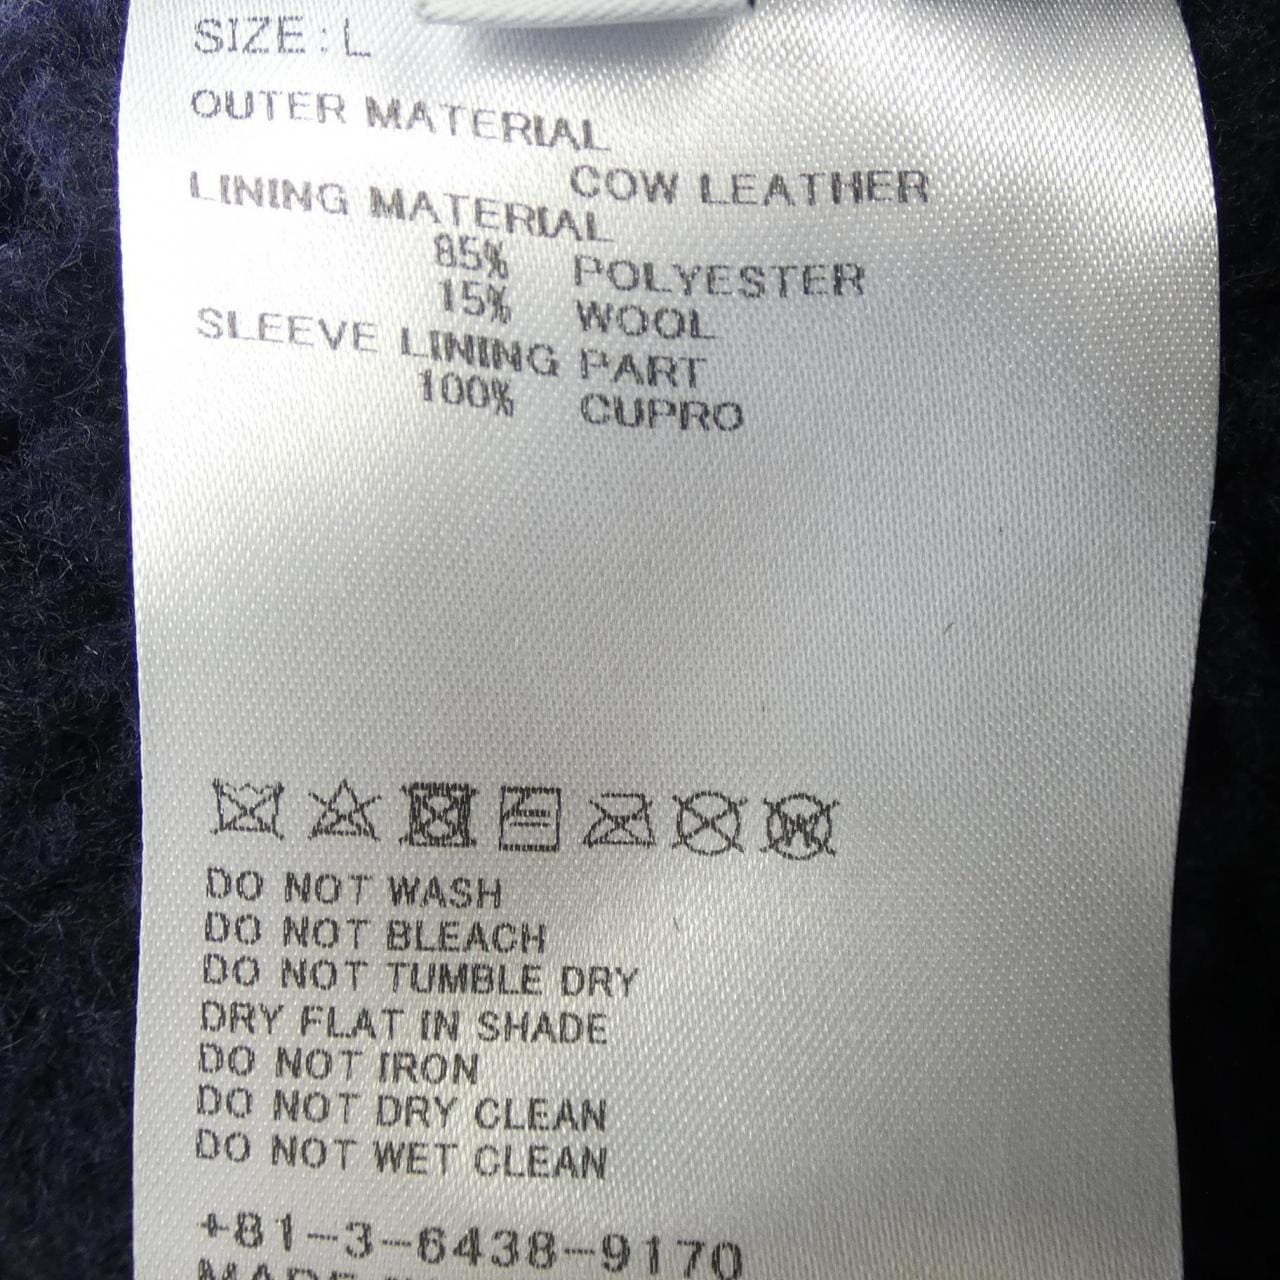 SIZE : L
OUTER MATERIAL
COW LEATHER
LINING MATERIAL
85% POLYESTER
15% WOOL
SLEEVE LINING PART
100% CUPRO
DO NOT WASH
DO NOT BLEACH
DO NOT TUMBLE DRY
DRY FLAT IN SHADE
DO NOT IRON
DO NOT DRY CLEAN
DO NOT WET CLEAN
+81-3-6438-9170
MADE